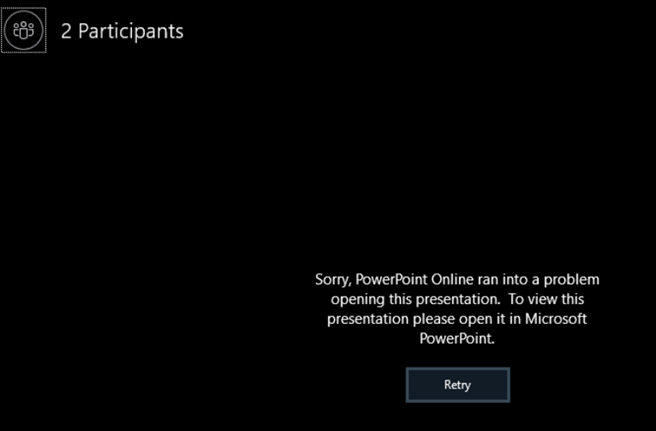 2 Participants
Sorry, PowerPoint Online ran into a problem
opening this presentation.  To view this
presentation please open it in Microsoft
PowerPoint.
Retry